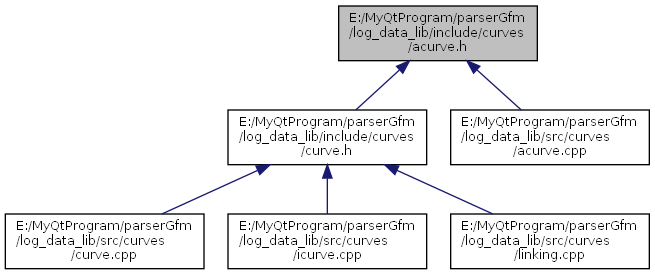 E:/MyQtProgram/parserGfm
/log_data_lib/include/curves
/acurve.h
E:/MyQtProgram/parserGfm
/log_data_lib/include/curves
/curve.h
E:/MyQtProgram/parserGfm
/log_data_lib/src/curves
/acurve.cpp
E:/MyQtProgram/parserGfm
/log_data_lib/src/curves
/curve.cpp
E:/MyQtProgram/parserGfm
/log_data_lib/src/curves
/icurve.cpp
E:/MyQtProgram/parserGfm
/log_data_lib/src/curves
/linking.cpp